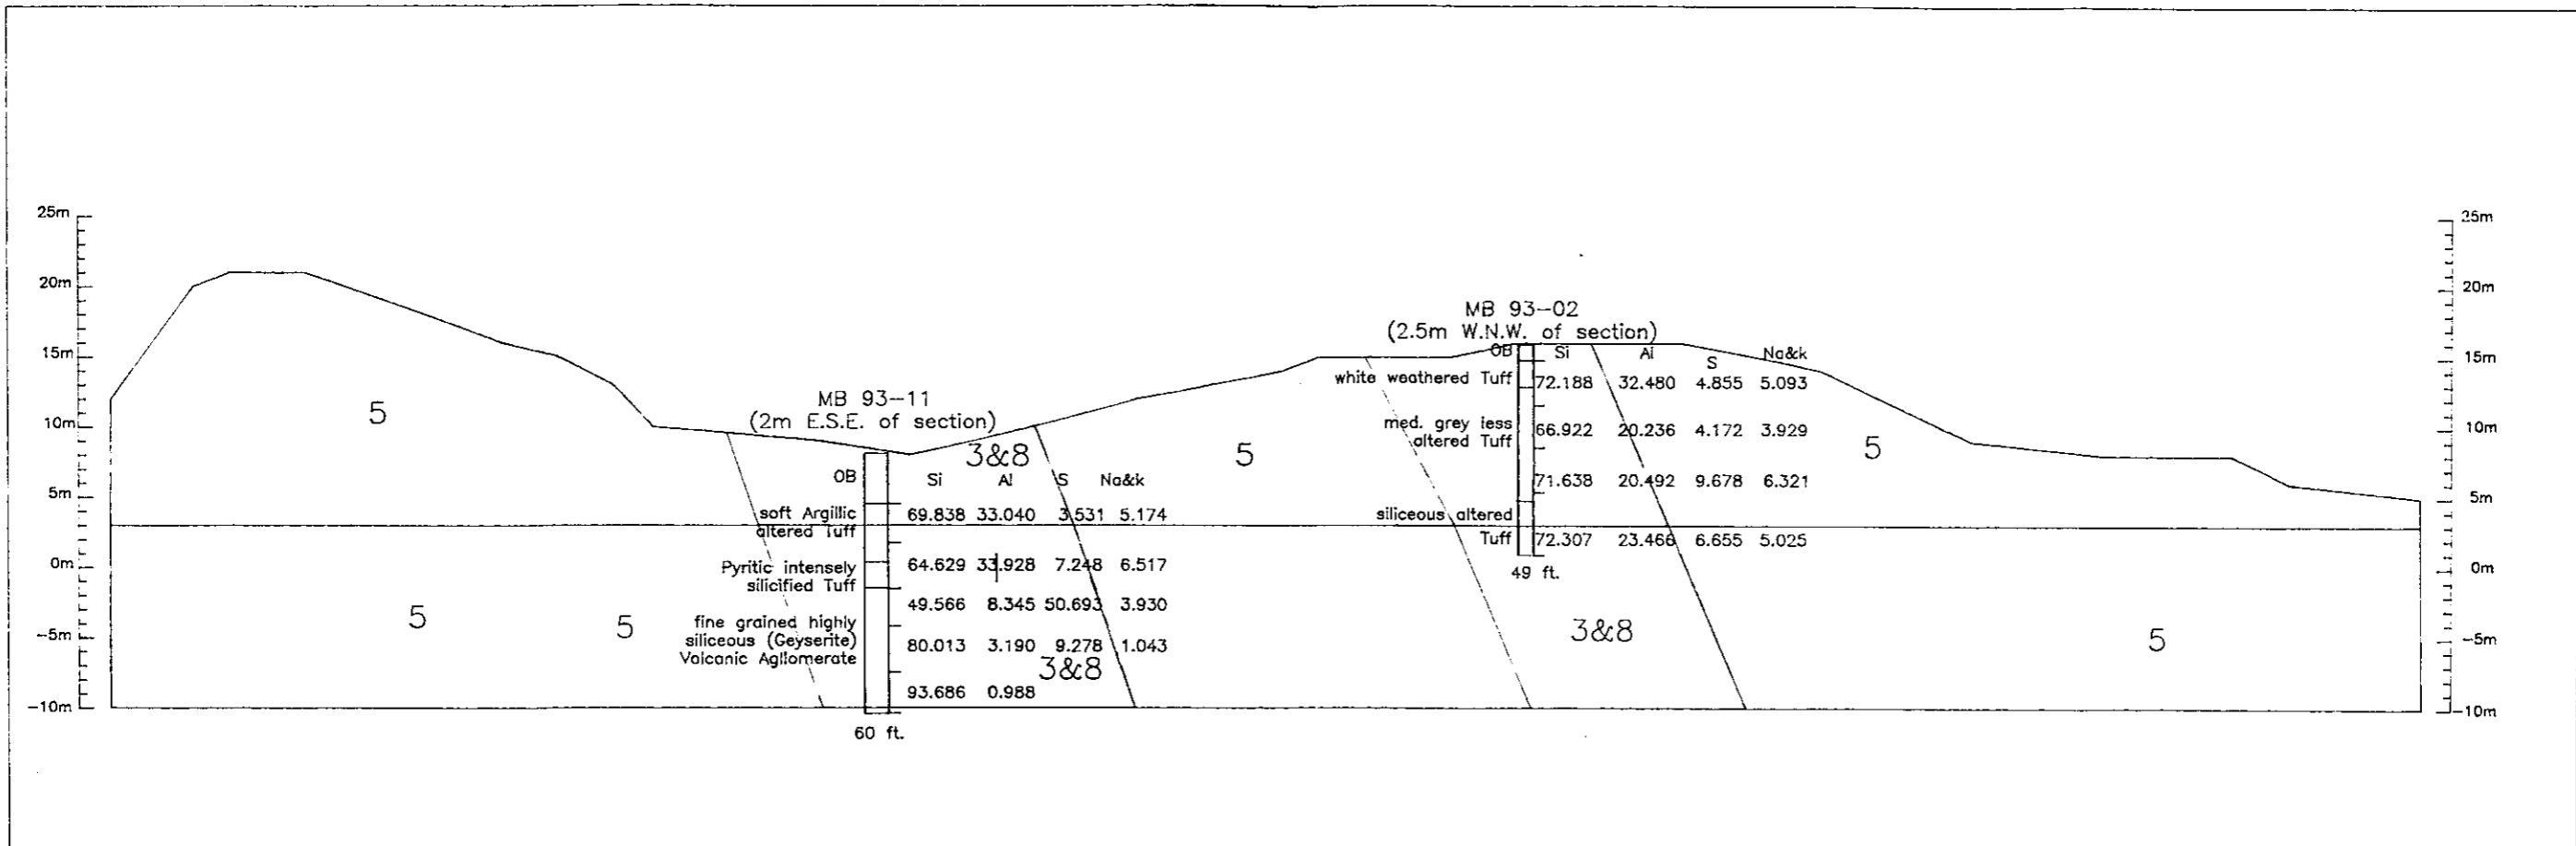 25m
20m
15m
10m
5m
0m
-5m
-10m
5
5
5
MB 93-11
(2m E.S.E. of section)
3&8
OB Si Al S Na&k
soft Argillic
altered Tuff
69.838 33.040 3.531 5.174
Pyritic intensely
silicified Tuff
64.629 33.928 7.248 6.517
49.566 8.345 50.693 3.930
fine grained highly
siliceous (Geyserite)
Volcanic Agllomerate
80.013 3.190 9.278 1.043
3&8
93.686 0.988
60 ft.
5
MB 93-02
(2.5m W.N.W. of section)
OB Si Al S Na&k
white weathered Tuff 72.188 32.480 4.855 5.093
med. grey less
altered Tuff
66.922 20.236 4.172 3.929
71.638 20.492 9.678 6.321
siliceous altered
Tuff 72.307 23.466 6.655 5.025
49 ft.
3&8
5
5
25m
20m
15m
10m
5m
0m
-5m
-10m